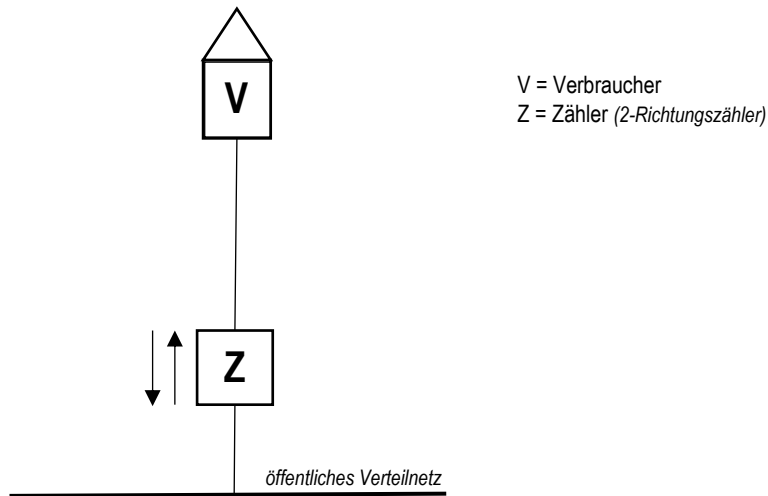 V
V = Verbraucher
Z = Zähler (2-Richtungszähler)
Z
öffentliches Verteilnetz